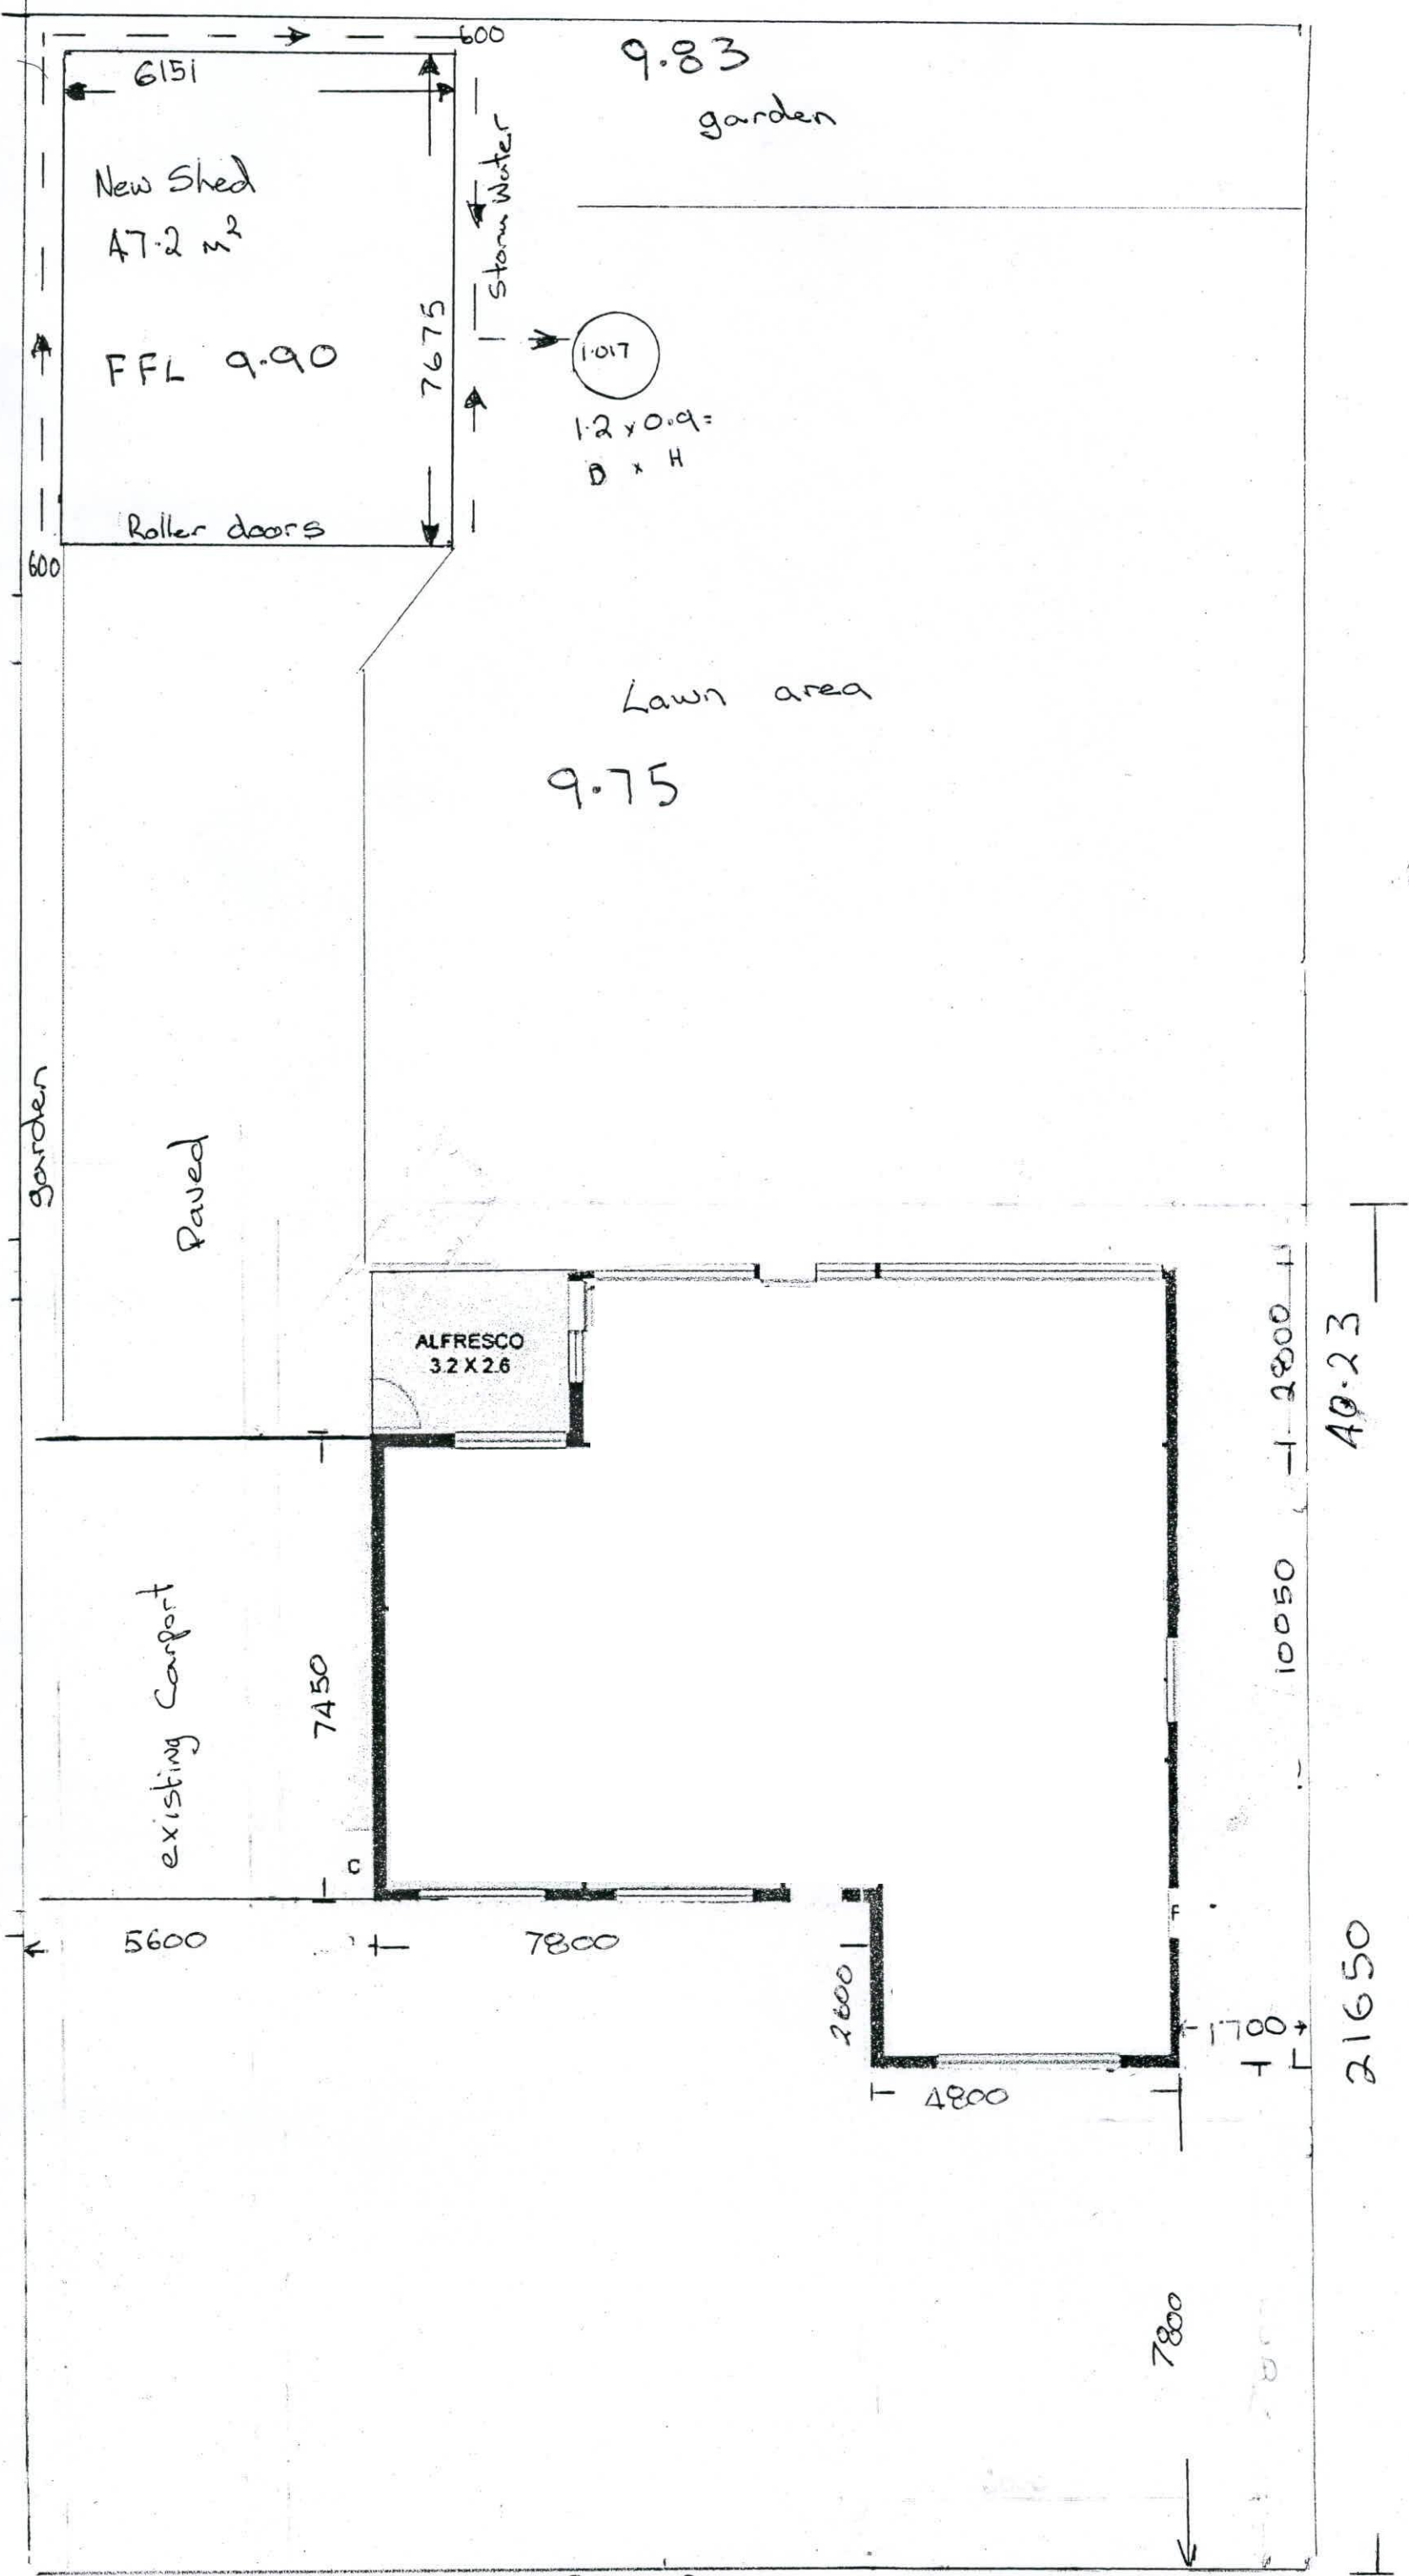 600
9.83
6151
garden
New Shed
47.2 m²
Storm Water
FFL 9.90
7675
1.017
1.2 x 0.9=
D x H
Roller doors
600
Lawn area
9.75
garden
Paved
ALFRESCO
3.2 X 2.6
2800
40.23
existing Carport
7450
10050
C
F
5600
7800
2600
1700
21650
4800
7800